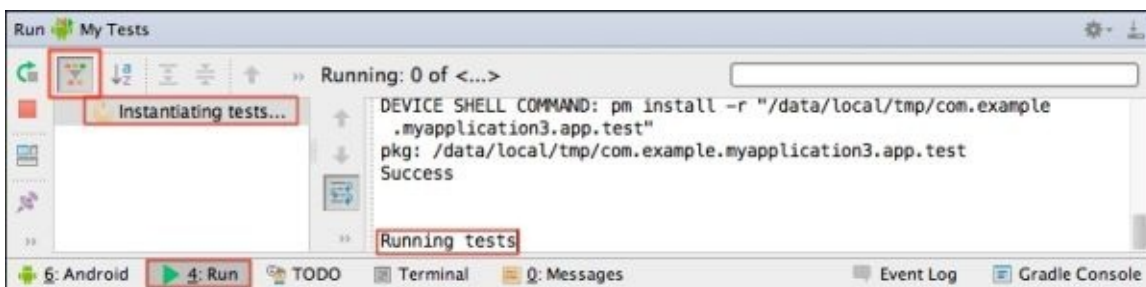 Run My Tests
Running: 0 of <...>
Instantiating tests...
DEVICE SHELL COMMAND: pm install -r "/data/local/tmp/com.example
.myapplication3.app.test"
pkg: /data/local/tmp/com.example.myapplication3.app.test
Success
Running tests
6: Android 4: Run TODO Terminal 0: Messages Event Log Gradle Console